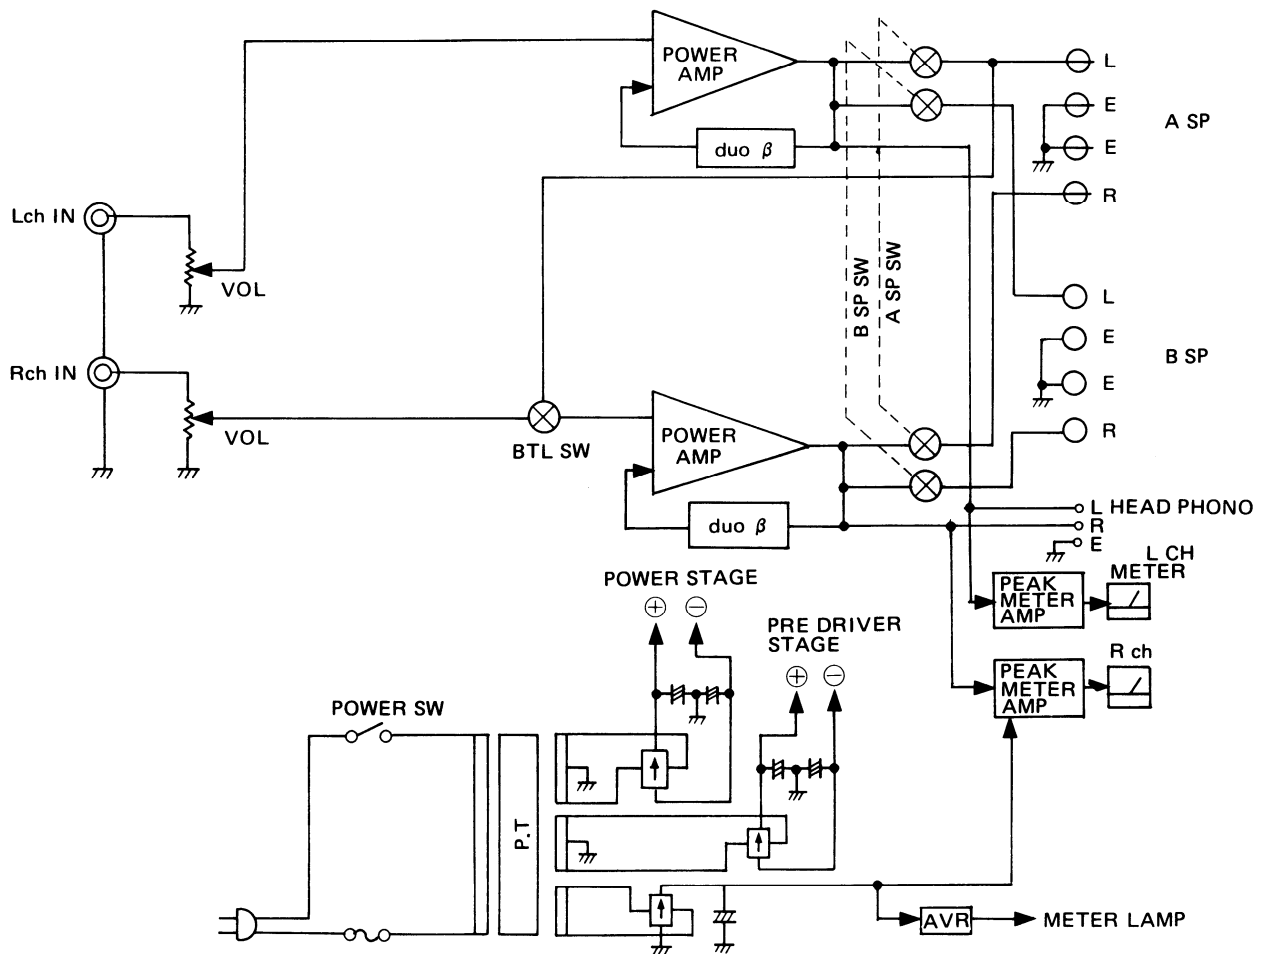 POWER
AMP
L
E
A SP
duo β
E
R
Lch IN
VOL
B SP SW
A SP SW
L
E
B SP
E
Rch IN
R
VOL
BTL SW
POWER
AMP
duo β
L HEAD PHONO
R
E
L CH
METER
POWER STAGE
⊕ ⊖
PEAK
METER
AMP
PRE DRIVER
STAGE
⊕ ⊖
R ch
PEAK
METER
AMP
POWER SW
P.T
AVR
METER LAMP